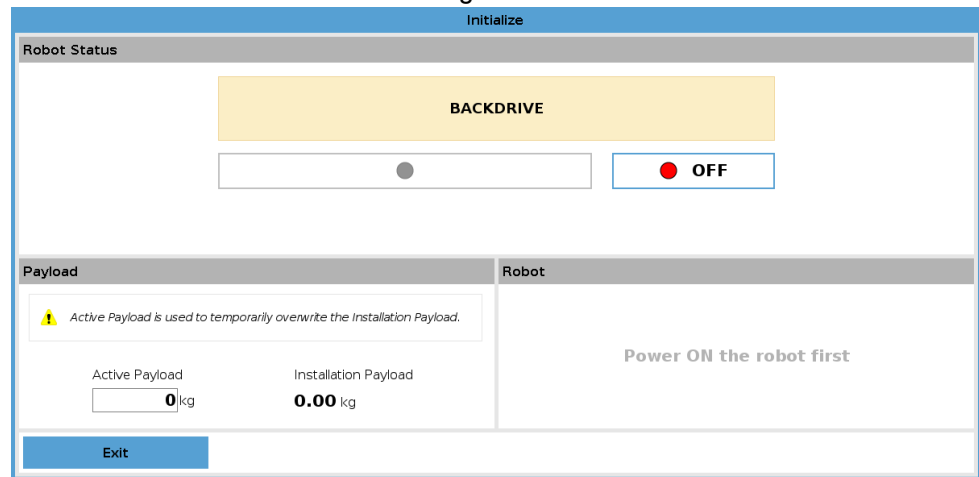 Initialize
Robot Status
BACKDRIVE
OFF
Payload
Active Payload is used to temporarily overwrite the Installation Payload.
Active Payload
Installation Payload
0 kg
0.00 kg
Robot
Power ON the robot first
Exit